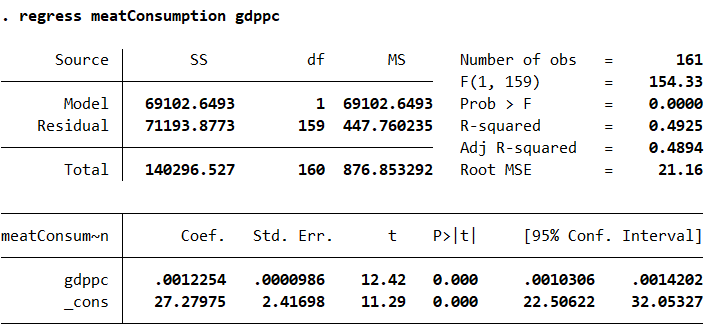 . regress meatConsumption gdppc
Source SS df MS Number of obs = 161
F(1, 159) = 154.33
Model 69102.6493 1 69102.6493 Prob > F = 0.0000
Residual 71193.8773 159 447.760235 R-squared = 0.4925
Adj R-squared = 0.4894
Total 140296.527 160 876.853292 Root MSE = 21.16
meatConsum~n Coef. Std. Err. t P>|t| [95% Conf. Interval]
gdppc .0012254 .0000986 12.42 0.000 .0010306 .0014202
_cons 27.27975 2.41698 11.29 0.000 22.50622 32.05327